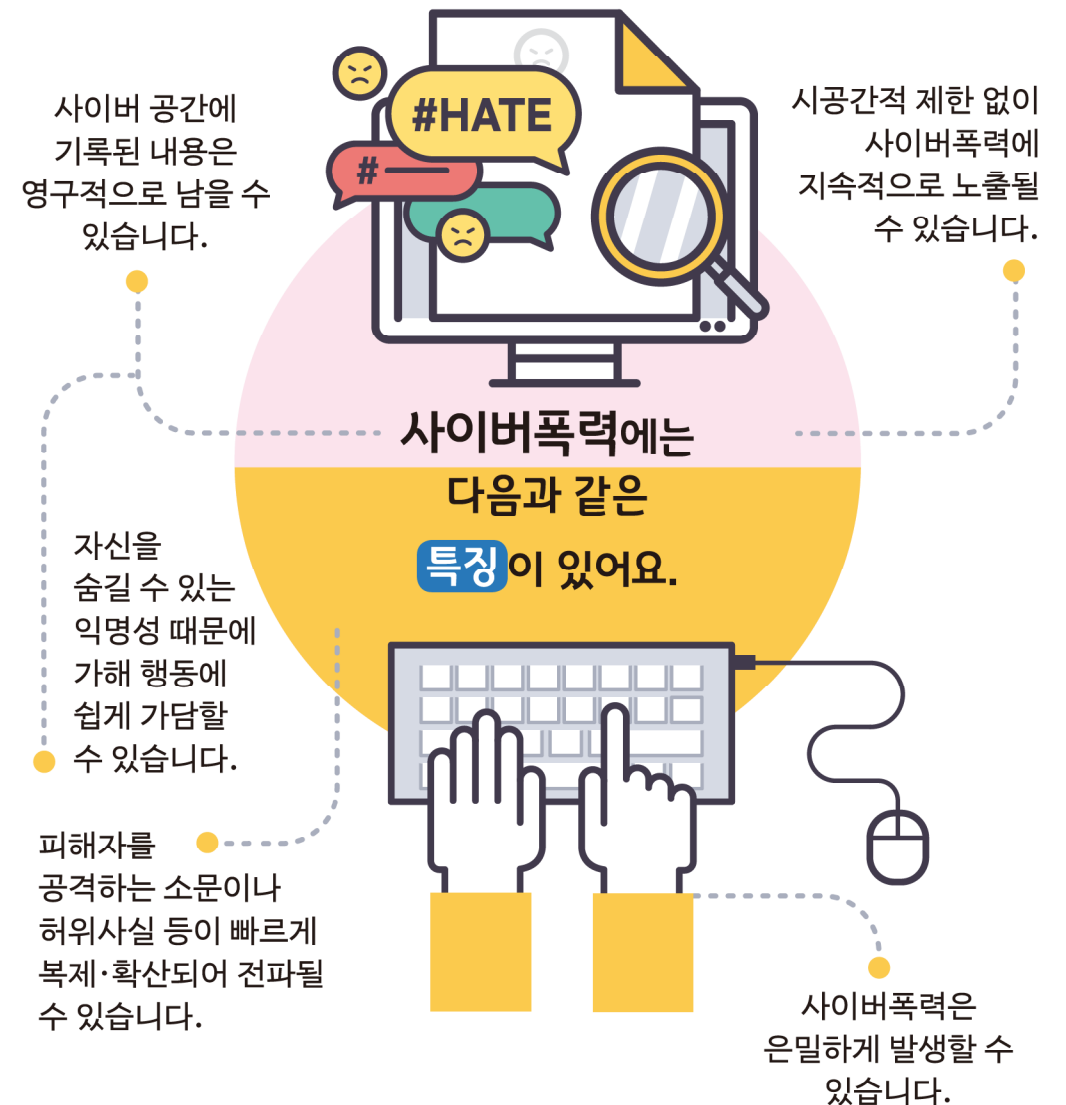 #HATE
#
사이버 공간에
기록된 내용은
영구적으로 남을 수
있습니다.
시공간적 제한 없이
사이버폭력에
지속적으로 노출될
수 있습니다.
사이버폭력에는
다음과 같은
특징이 있어요.
자신을
숨길 수 있는
익명성 때문에
가해 행동에
쉽게 가담할
수 있습니다.
피해자를
공격하는 소문이나
허위사실 등이 빠르게
복제·확산되어 전파될
수 있습니다.
사이버폭력은
은밀하게 발생할 수
있습니다.